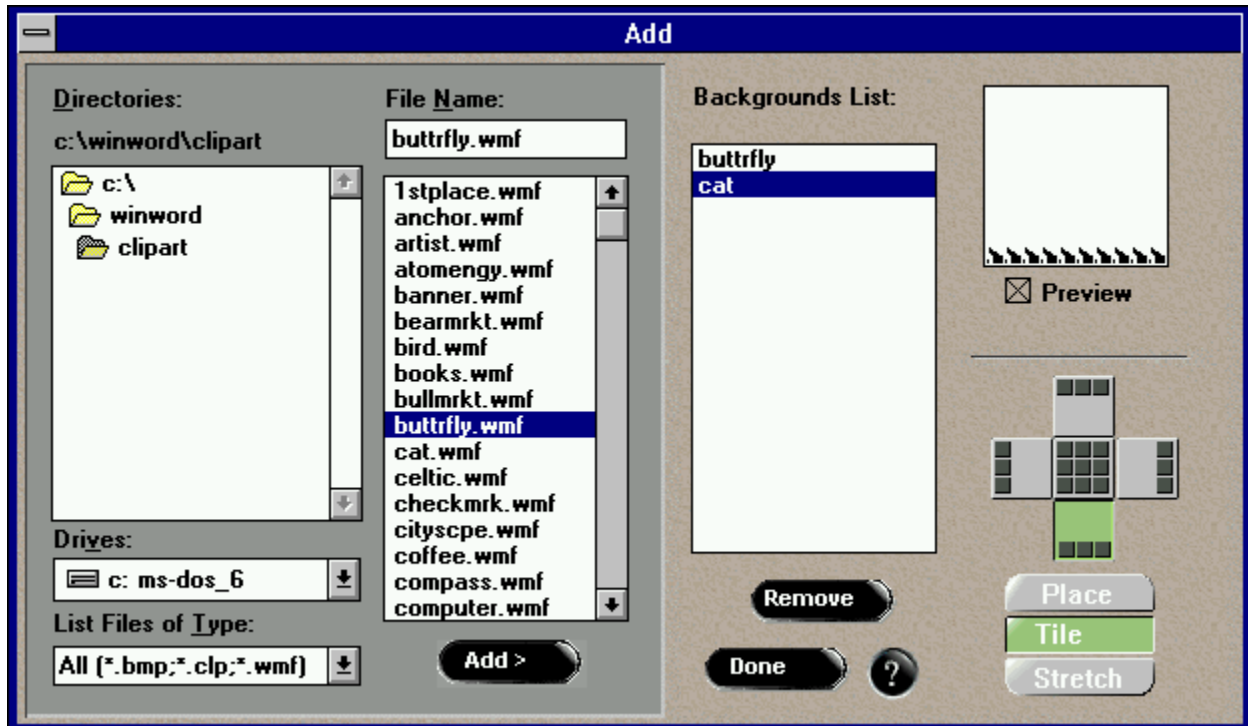 Add
Directories:
c:\winword\clipart
c:\
winword
clipart
Drives:
c: ms-dos_6
List Files of Type:
All (*.bmp;*.clp;*.wmf)
File Name:
buttrfly.wmf
1stplace.wmf
anchor.wmf
artist.wmf
atomengy.wmf
banner.wmf
bearmrkt.wmf
bird.wmf
books.wmf
bullmrkt.wmf
buttrfly.wmf
cat.wmf
celtic.wmf
checkmrk.wmf
cityscpe.wmf
coffee.wmf
compass.wmf
computer.wmf
Add >
Backgrounds List:
buttrfly
cat
Remove
Done
?
Preview
Place
Tile
Stretch